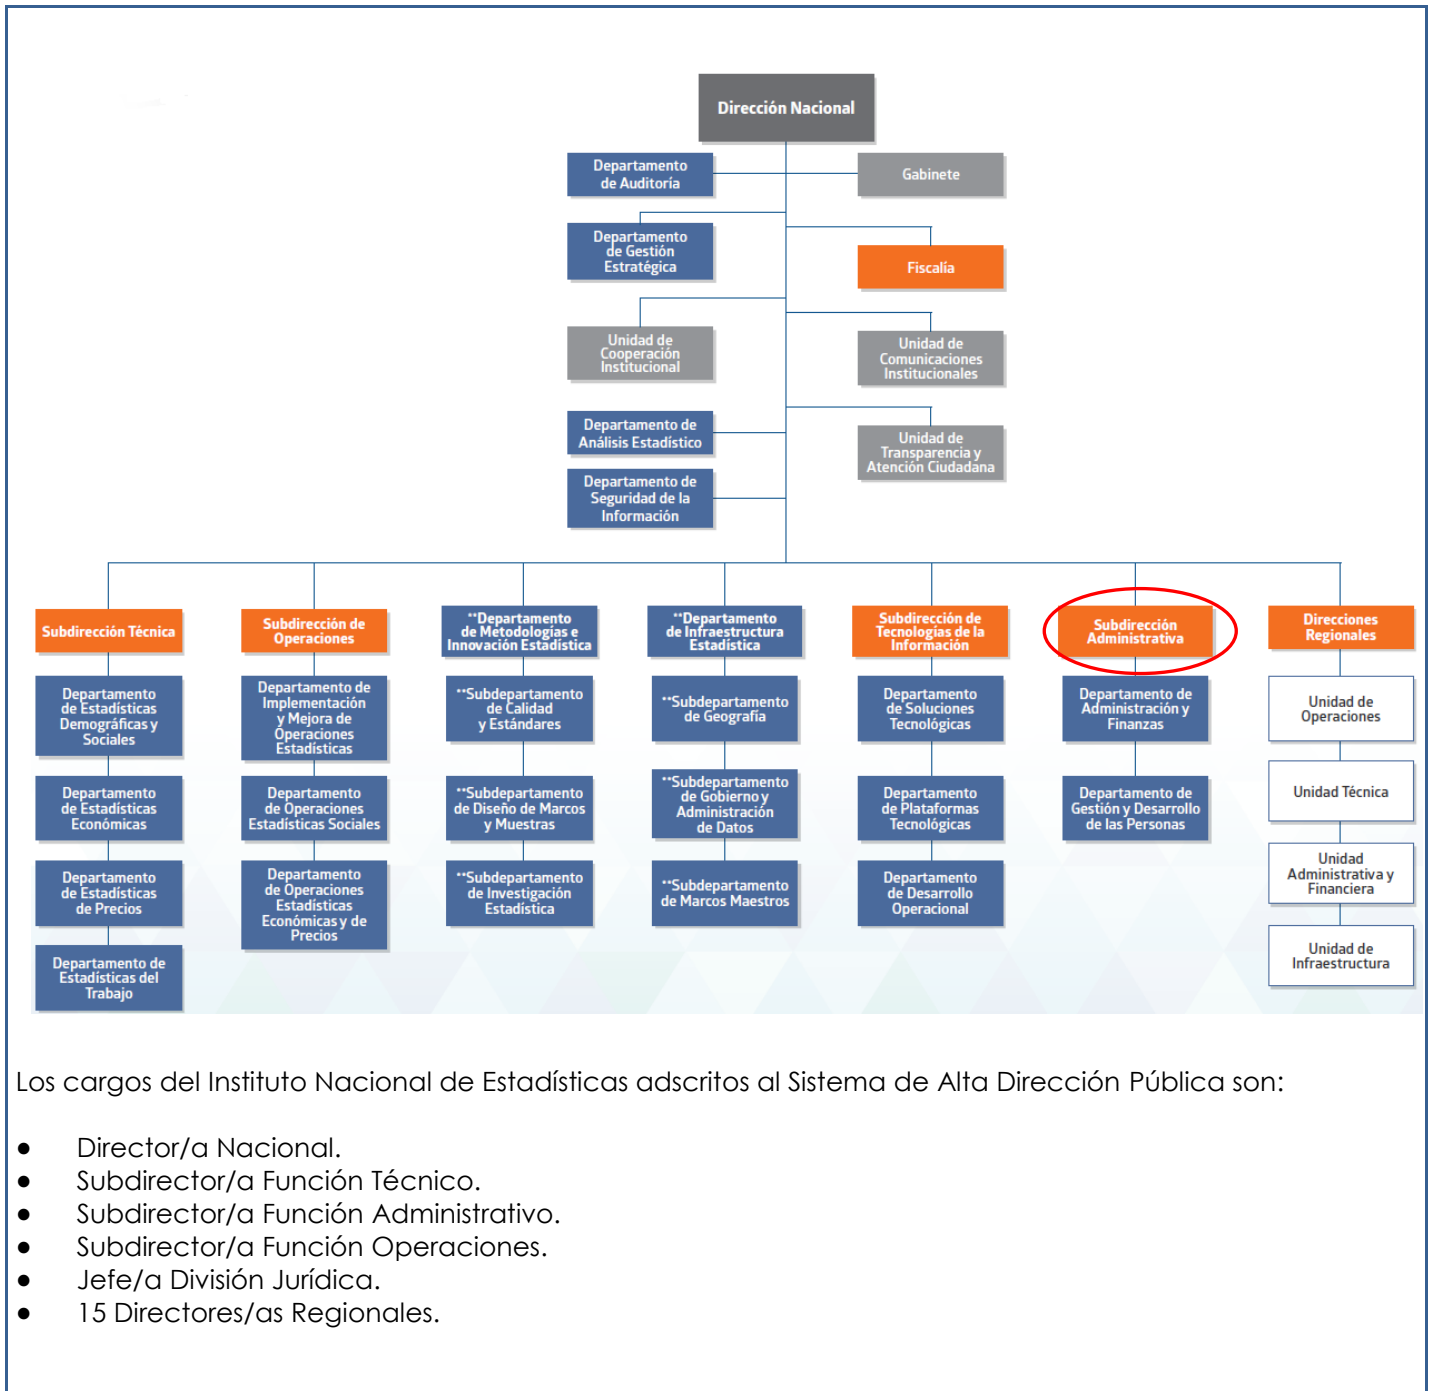 Dirección Nacional
Departamento
de Auditoría
Gabinete
Departamento
de Gestión
Estratégica
Fiscalía
Unidad de
Cooperación
Institucional
Unidad de
Comunicaciones
Institucionales
Departamento de
Análisis Estadístico
Unidad de
Transparencia y
Atención Ciudadana
Departamento de
Seguridad de la
Información
Subdirección Técnica
Departamento
de Estadísticas
Demográficas y
Sociales
Departamento
de Estadísticas
Económicas
Departamento
de Estadísticas
de Precios
Departamento de
Estadísticas del
Trabajo
Subdirección de
Operaciones
Departamento de
Implementación
y Mejora de
Operaciones
Estadísticas
Departamento
de Operaciones
Estadísticas Sociales
Departamento
de Operaciones
Estadísticas
Económicas y de
Precios
**Departamento
de Metodologías e
Innovación Estadística
**Subdepartamento
de Calidad
y Estándares
**Subdepartamento
de Diseño de Marcos
y Muestras
**Subdepartamento
de Investigación
Estadística
**Departamento
de Infraestructura
Estadística
**Subdepartamento
de Geografía
**Subdepartamento
de Gobierno y
Administración
de Datos
**Subdepartamento
de Marcos Maestros
Subdirección de
Tecnologías de la
Información
Departamento
de Soluciones
Tecnológicas
Departamento
de Plataformas
Tecnológicas
Departamento
de Desarrollo
Operacional
Subdirección
Administrativa
Departamento de
Administración y
Finanzas
Departamento de
Gestión y Desarrollo
de las Personas
Direcciones
Regionales
Unidad de
Operaciones
Unidad Técnica
Unidad
Administrativa y
Financiera
Unidad de
Infraestructura
Los cargos del Instituto Nacional de Estadísticas adscritos al Sistema de Alta Dirección Pública son:
● Director/a Nacional.
● Subdirector/a Función Técnico.
● Subdirector/a Función Administrativo.
● Subdirector/a Función Operaciones.
● Jefe/a División Jurídica.
● 15 Directores/as Regionales.